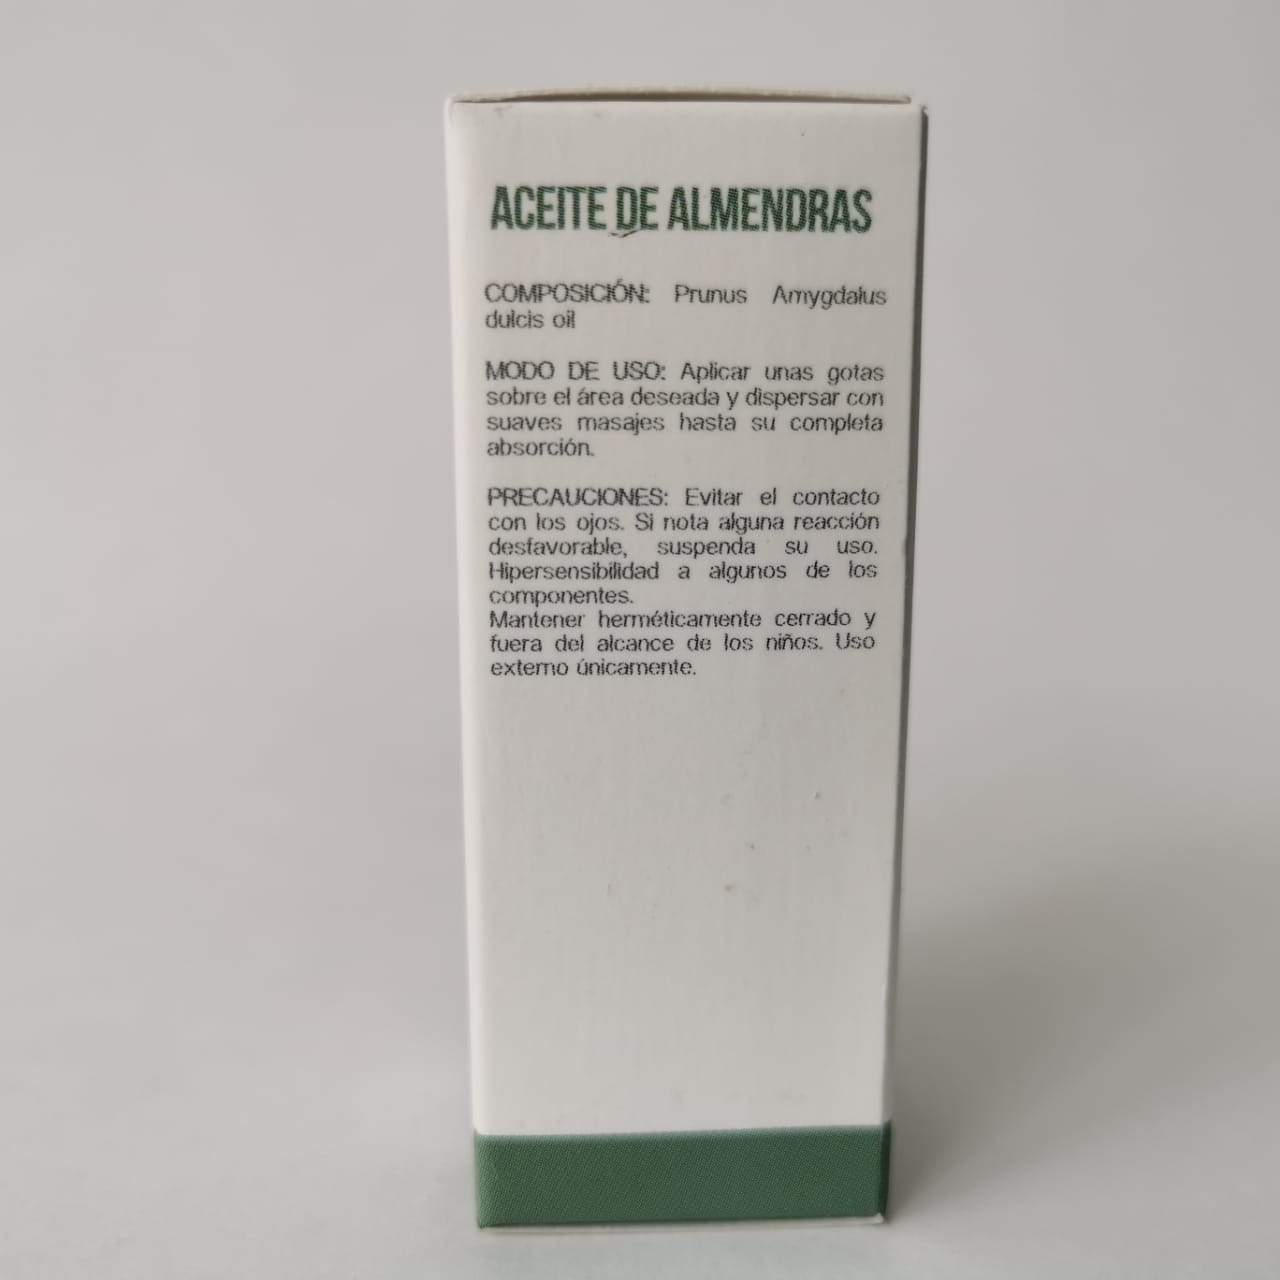 ACEITE DE ALMENDRAS
COMPOSICIÓN: Prunus Amygdalus
dulcis oil
MODO DE USO: Aplicar unas gotas
sobre el área deseada y dispersar con
suaves masajes hasta su completa
absorción.
PRECAUCIONES: Evitar el contacto
con los ojos. Si nota alguna reacción
desfavorable, suspenda su uso.
Hipersensibilidad a algunos de los
componentes.
Mantener herméticamente cerrado y
fuera del alcance de los niños. Uso
externo únicamente.